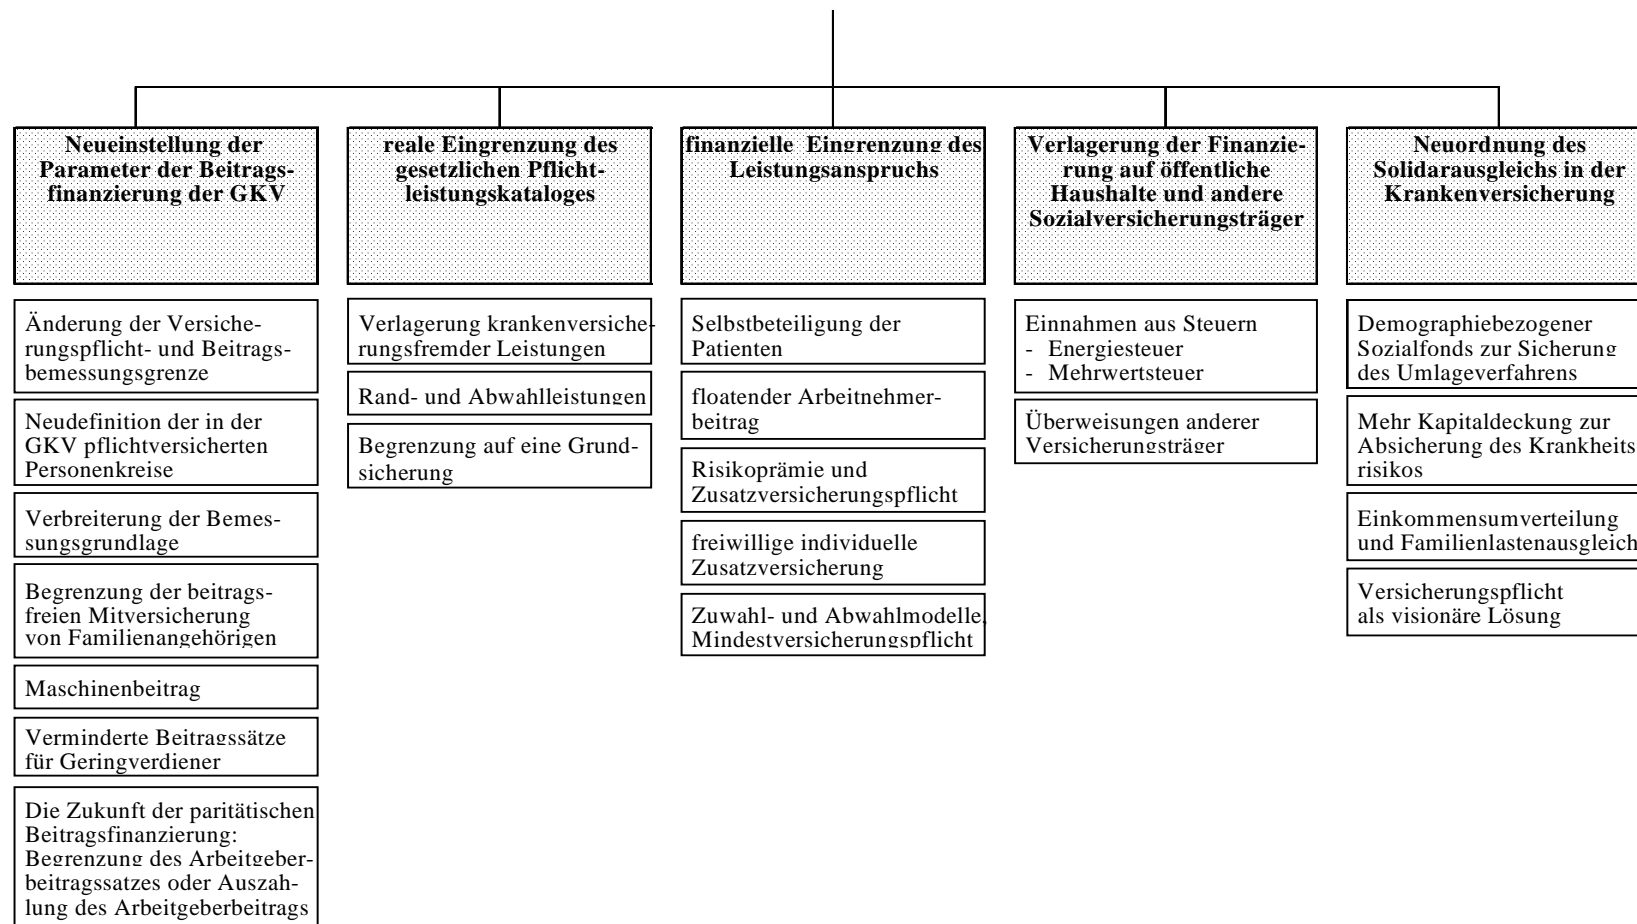 Neueinstellung der
Parameter der Beitrags-
finanzierung der GKV
Änderung der Versiche-
rungspflicht- und Beitrags-
bemessungsgrenze
Neudefinition der in der
GKV pflichtversicherten
Personenkreise
Verbreiterung der Bemes-
sungsgrundlage
Begrenzung der beitrags-
freien Mitversicherung
von Familienangehörigen
Maschinenbeitrag
Verminderte Beitragssätze
für Geringverdiener
Die Zukunft der paritätischen
Beitragsfinanzierung:
Begrenzung des Arbeitgeber-
beitragssatzes oder Auszah-
lung des Arbeitgeberbeitrags
reale Eingrenzung des
gesetzlichen Pflicht-
leistungskataloges
Verlagerung krankenversiche-
rungsfremder Leistungen
Rand- und Abwahlleistungen
Begrenzung auf eine Grund-
sicherung
finanzielle Eingrenzung des
Leistungsanspruchs
Selbstbeteiligung der
Patienten
floatender Arbeitnehmer-
beitrag
Risikoprämie und
Zusatzversicherungspflicht
freiwillige individuelle
Zusatzversicherung
Zuwahl- und Abwahlmodelle,
Mindestversicherungspflicht
Verlagerung der Finanzie-
rung auf öffentliche
Haushalte und andere
Sozialversicherungsträger
Einnahmen aus Steuern
- Energiesteuer
- Mehrwertsteuer
Überweisungen anderer
Versicherungsträger
Neuordnung des
Solidarausgleichs in der
Krankenversicherung
Demographiebezogener
Sozialfonds zur Sicherung
des Umlageverfahrens
Mehr Kapitaldeckung zur
Absicherung des Krankheits
risikos
Einkommensumverteilung
und Familienlastenausgleich
Versicherungspflicht
als visionäre Lösung